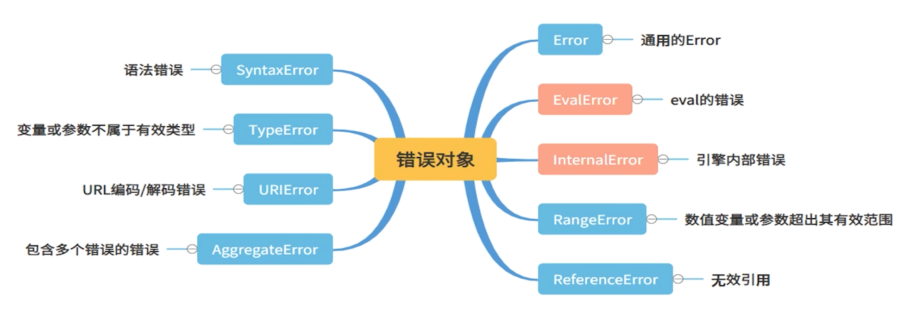 错误对象
Error
通用的Error
EvalError
eval的错误
InternalError
引擎内部错误
RangeError
数值变量或参数超出其有效范围
ReferenceError
无效引用
语法错误
SyntaxError
变量或参数不属于有效类型
TypeError
URL编码/解码错误
URIError
包含多个错误的错误
AggregateError